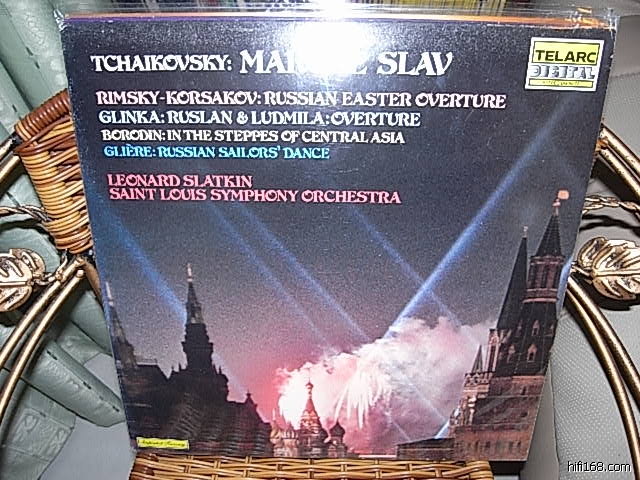 TCHAIKOVSKY: SLAV
TELARC
DIGITAL
RIMSKY-KORSAKOV: RUSSIAN EASTER OVERTURE
GLINKA: RUSLAN & LUDMILA: OVERTURE
BORODIN: IN THE STEPPES OF CENTRAL ASIA
GLIÈRE: RUSSIAN SAILORS' DANCE
LEONARD SLATKIN
SAINT LOUIS SYMPHONY ORCHESTRA
hifi168.com